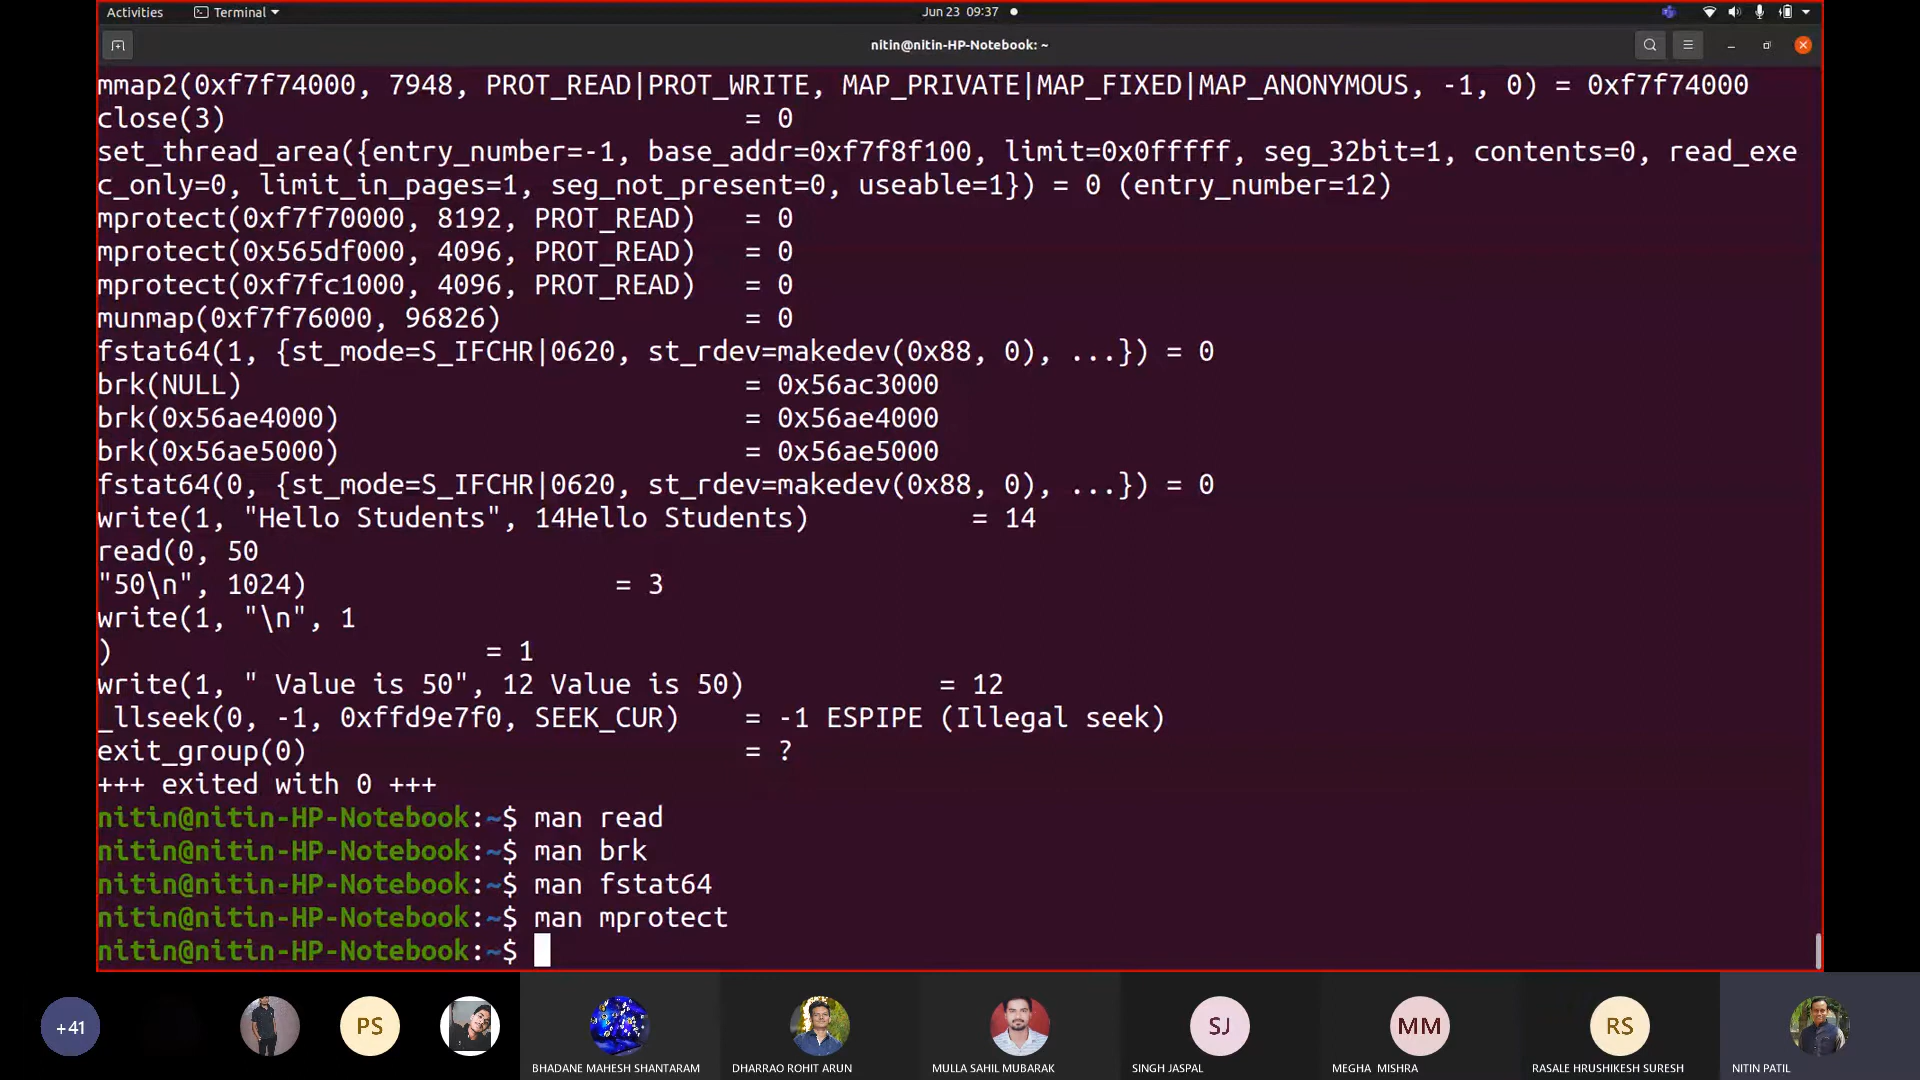 Activities
Terminal
Jun 23 09:37
nitin@nitin-HP-Notebook: ~
mmap2(0xf7f74000, 7948, PROT_READ|PROT_WRITE, MAP_PRIVATE|MAP_FIXED|MAP_ANONYMOUS, -1, 0) = 0xf7f74000
close(3) = 0
set_thread_area({entry_number=-1, base_addr=0xf7f8f100, limit=0x0fffff, seg_32bit=1, contents=0, read_exe
c_only=0, limit_in_pages=1, seg_not_present=0, useable=1}) = 0 (entry_number=12)
mprotect(0xf7f70000, 8192, PROT_READ) = 0
mprotect(0x565df000, 4096, PROT_READ) = 0
mprotect(0xf7fc1000, 4096, PROT_READ) = 0
munmap(0xf7f76000, 96826) = 0
fstat64(1, {st_mode=S_IFCHR|0620, st_rdev=makedev(0x88, 0), ...}) = 0
brk(NULL) = 0x56ac3000
brk(0x56ae4000) = 0x56ae4000
brk(0x56ae5000) = 0x56ae5000
fstat64(0, {st_mode=S_IFCHR|0620, st_rdev=makedev(0x88, 0), ...}) = 0
write(1, "Hello Students", 14Hello Students) = 14
read(0, 50
"50\n", 1024) = 3
write(1, "\n", 1
) = 1
write(1, " Value is 50", 12 Value is 50) = 12
_llseek(0, -1, 0xffd9e7f0, SEEK_CUR) = -1 ESPIPE (Illegal seek)
exit_group(0) = ?
+++ exited with 0 +++
nitin@nitin-HP-Notebook:~$ man read
nitin@nitin-HP-Notebook:~$ man brk
nitin@nitin-HP-Notebook:~$ man fstat64
nitin@nitin-HP-Notebook:~$ man mprotect
nitin@nitin-HP-Notebook:~$
+41
PS
SJ
MM
RS
BHADANE MAHESH SHANTARAM
DHARRAO ROHIT ARUN
MULLA SAHIL MUBARAK
SINGH JASPAL
MEGHA MISHRA
RASALE HRUSHIKESH SURESH
NITIN PATIL